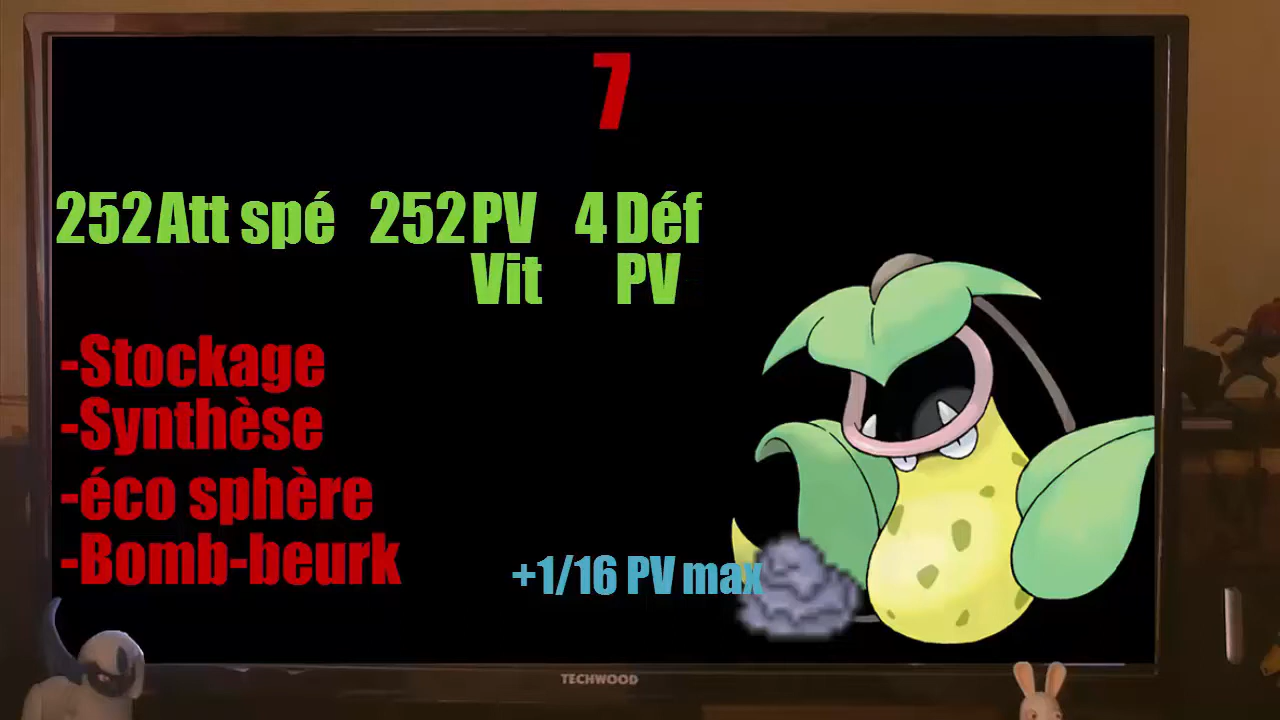 7
252 Att spé 252 PV 4 Déf
Vit PV
-Stockage
-Synthèse
-éco sphère
-Bomb-beurk
+1/16 PV max
TECHWOOD